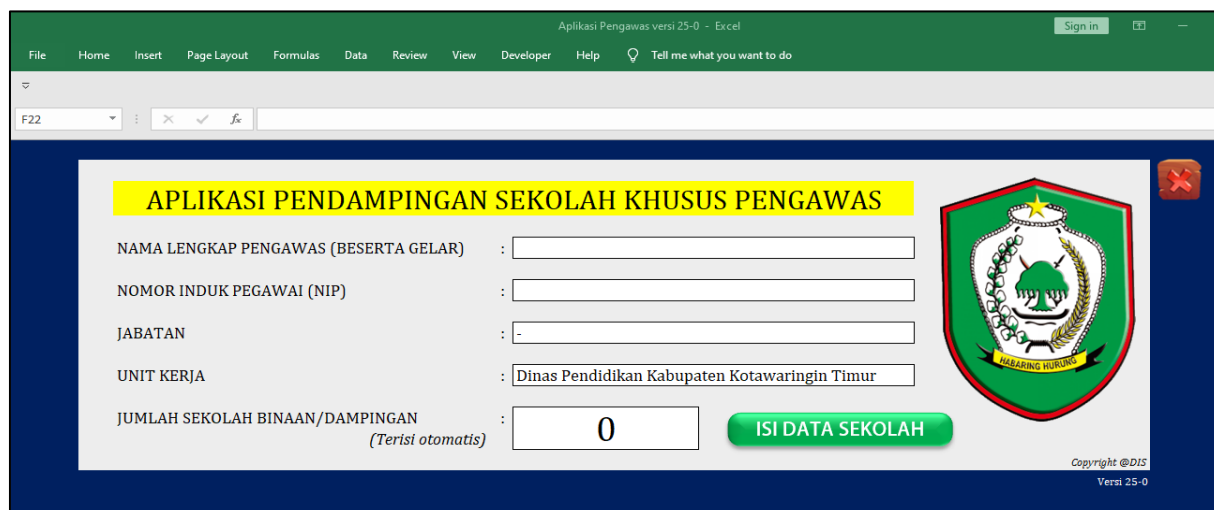 Aplikasi Pengawas versi 25-0 - Excel
Sign in
File Home Insert Page Layout Formulas Data Review View Developer Help Tell me what you want to do
F22
fx
APLIKASI PENDAMPINGAN SEKOLAH KHUSUS PENGAWAS
NAMA LENGKAP PENGAWAS (BESERTA GELAR) :
NOMOR INDUK PEGAWAI (NIP) :
JABATAN : -
UNIT KERJA : Dinas Pendidikan Kabupaten Kotawaringin Timur
JUMLAH SEKOLAH BINAAN/DAMPINGAN :
(Terisi otomatis)
0
ISI DATA SEKOLAH
HABARING HURUNG
Copyright @DIS
Versi 25-0